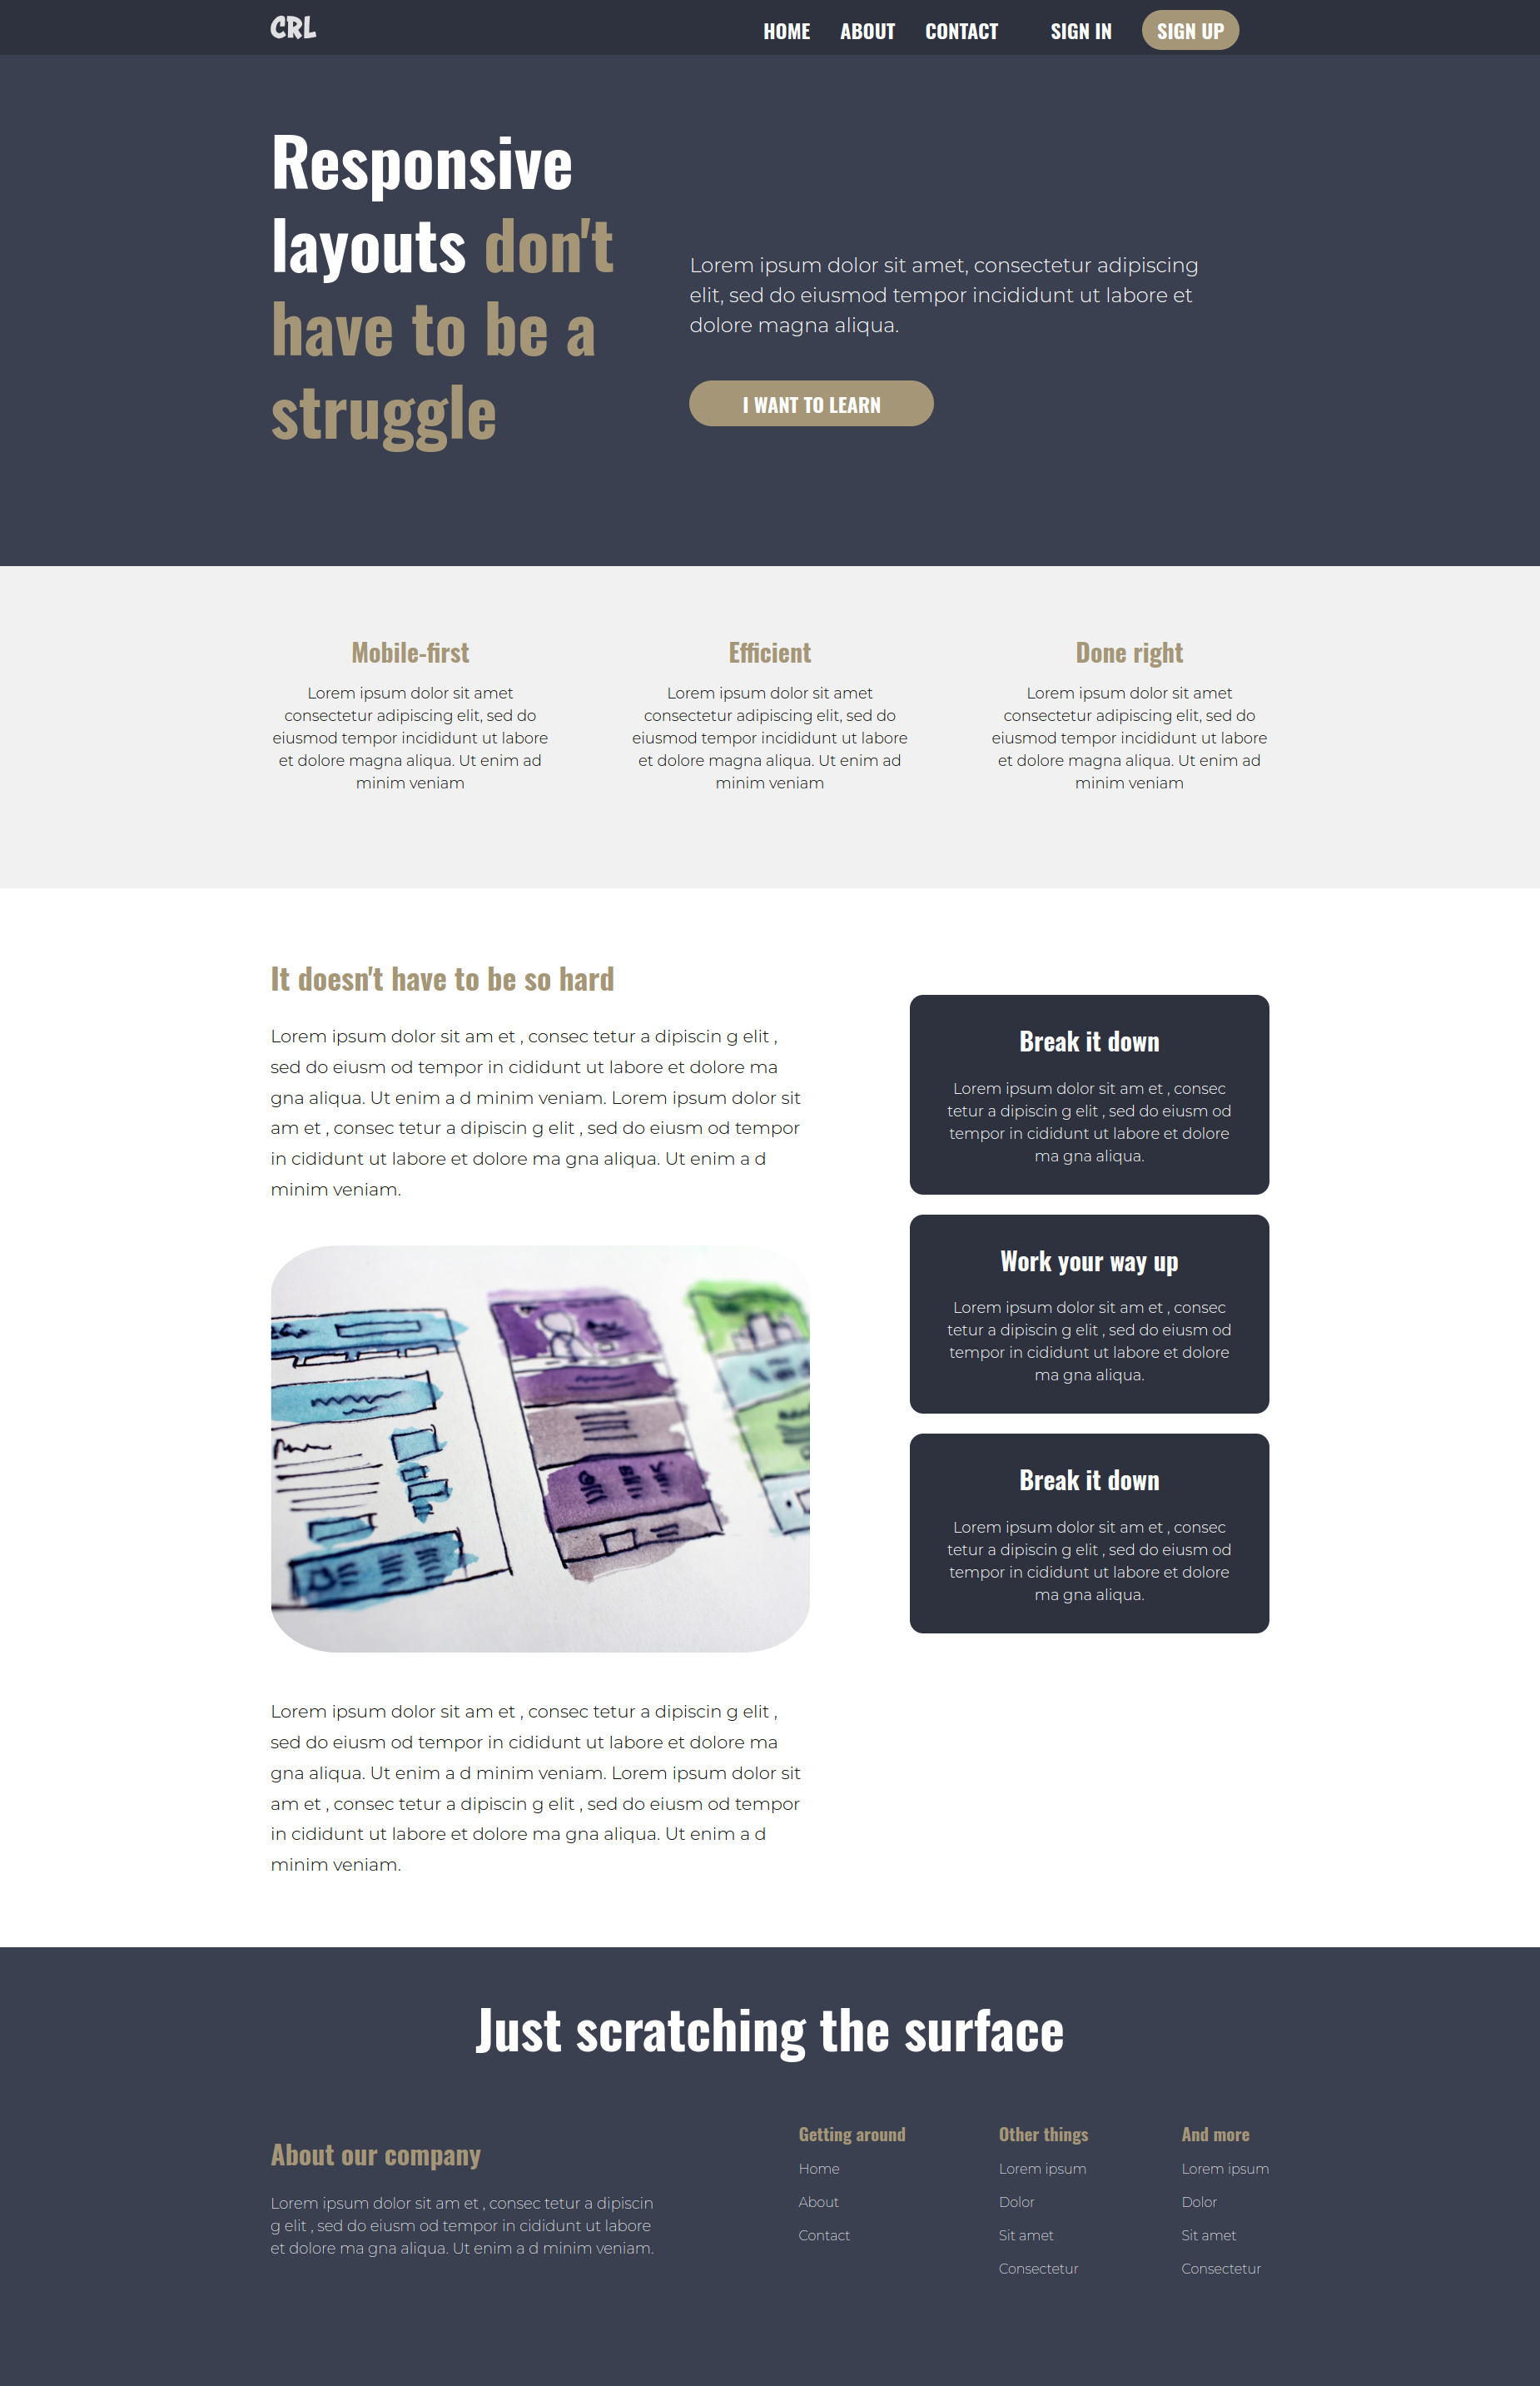 CRL
HOME ABOUT CONTACT SIGN IN SIGN UP
Responsive
layouts don't
have to be a
struggle
Lorem ipsum dolor sit amet, consectetur adipiscing
elit, sed do eiusmod tempor incididunt ut labore et
dolore magna aliqua.
I WANT TO LEARN
Mobile-first
Lorem ipsum dolor sit amet
consectetur adipiscing elit, sed do
eiusmod tempor incididunt ut labore
et dolore magna aliqua. Ut enim ad
minim veniam
Efficient
Lorem ipsum dolor sit amet
consectetur adipiscing elit, sed do
eiusmod tempor incididunt ut labore
et dolore magna aliqua. Ut enim ad
minim veniam
Done right
Lorem ipsum dolor sit amet
consectetur adipiscing elit, sed do
eiusmod tempor incididunt ut labore
et dolore magna aliqua. Ut enim ad
minim veniam
It doesn't have to be so hard
Lorem ipsum dolor sit am et , consec tetur a dipiscin g elit ,
sed do eiusm od tempor in cididunt ut labore et dolore ma
gna aliqua. Ut enim a d minim veniam. Lorem ipsum dolor sit
am et , consec tetur a dipiscin g elit , sed do eiusm od tempor
in cididunt ut labore et dolore ma gna aliqua. Ut enim a d
minim veniam.
Lorem ipsum dolor sit am et , consec tetur a dipiscin g elit ,
sed do eiusm od tempor in cididunt ut labore et dolore ma
gna aliqua. Ut enim a d minim veniam. Lorem ipsum dolor sit
am et , consec tetur a dipiscin g elit , sed do eiusm od tempor
in cididunt ut labore et dolore ma gna aliqua. Ut enim a d
minim veniam.
Break it down
Lorem ipsum dolor sit am et , consec
tetur a dipiscin g elit , sed do eiusm od
tempor in cididunt ut labore et dolore
ma gna aliqua.
Work your way up
Lorem ipsum dolor sit am et , consec
tetur a dipiscin g elit , sed do eiusm od
tempor in cididunt ut labore et dolore
ma gna aliqua.
Break it down
Lorem ipsum dolor sit am et , consec
tetur a dipiscin g elit , sed do eiusm od
tempor in cididunt ut labore et dolore
ma gna aliqua.
Just scratching the surface
About our company
Lorem ipsum dolor sit am et , consec tetur a dipiscin
g elit , sed do eiusm od tempor in cididunt ut labore
et dolore ma gna aliqua. Ut enim a d minim veniam.
Getting around
Home
About
Contact
Other things
Lorem ipsum
Dolor
Sit amet
Consectetur
And more
Lorem ipsum
Dolor
Sit amet
Consectetur